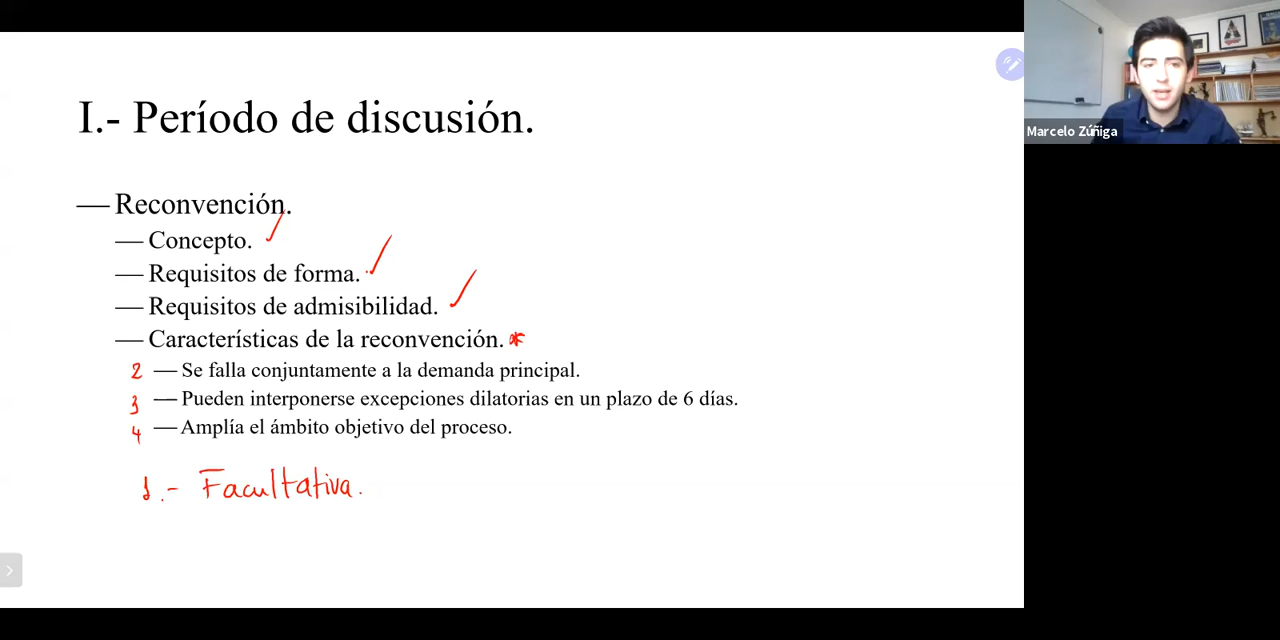 I.- Período de discusión.
Marcelo Zúñiga
— Reconvención.
— Concepto.
— Requisitos de forma.
— Requisitos de admisibilidad.
— Características de la reconvención. *
2 — Se falla conjuntamente a la demanda principal.
3 — Pueden interponerse excepciones dilatorias en un plazo de 6 días.
4 — Amplía el ámbito objetivo del proceso.
1.- Facultativa.